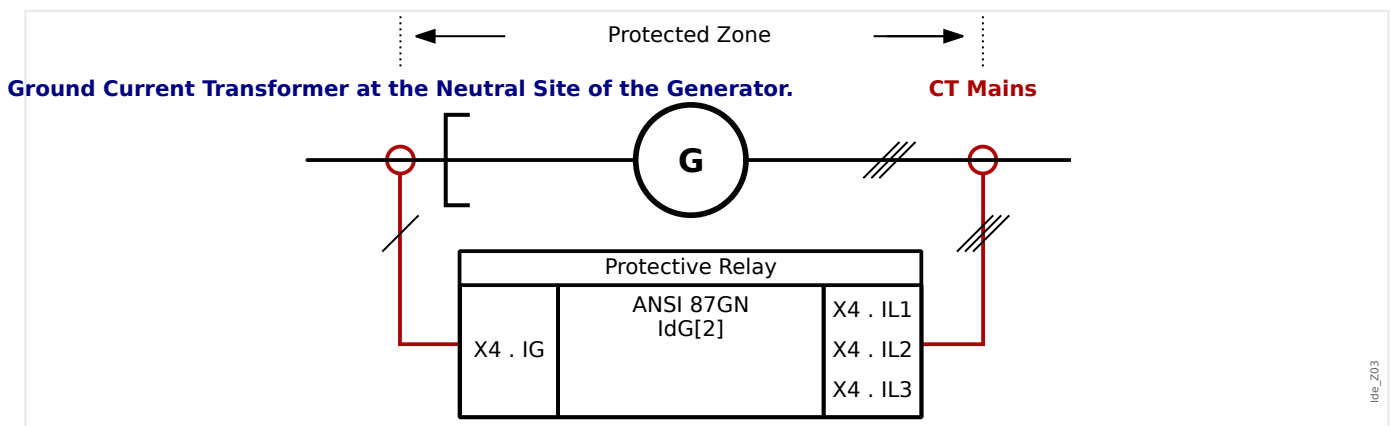 Protected Zone
Ground Current Transformer at the Neutral Site of the Generator.
CT Mains
G
Protective Relay
ANSI 87GN
IdG[2]
X4 . IG
X4 . IL1
X4 . IL2
X4 . IL3
Ide_Z03